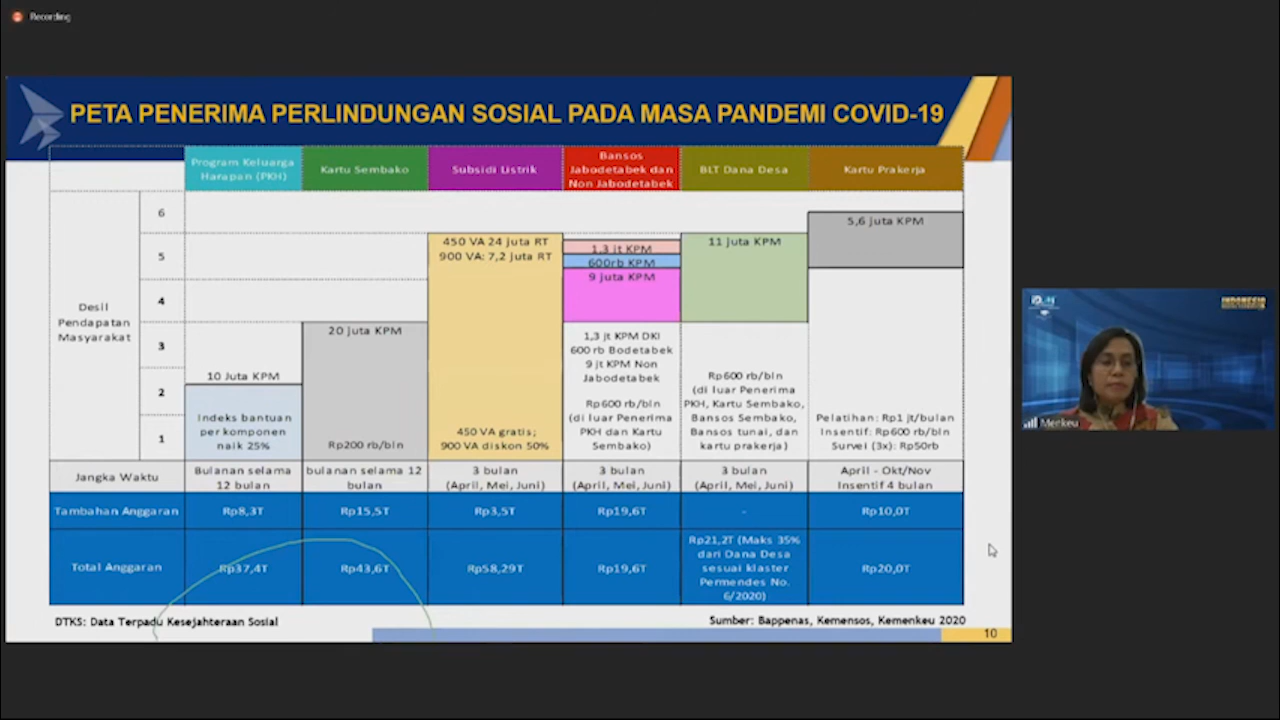 Recording
PETA PENERIMA PERLINDUNGAN SOSIAL PADA MASA PANDEMI COVID-19
Program Keluarga
Harapan (PKH)
Kartu Sembako
Subsidi Listrik
Bansos
Jabodetabek dan
Non Jabodetabek
BLT Dana Desa
Kartu Prakerja
Desil
Pendapatan
Masyarakat
6
5
4
3
2
1
10 Juta KPM
Indeks bantuan
per komponen
naik 25%
20 juta KPM
Rp200 rb/bln
450 VA 24 juta RT
900 VA: 7,2 juta RT
450 VA gratis;
900 VA diskon 50%
1,3 jt KPM
600rb KPM
9 juta KPM
1,3 jt KPM DKI
600 rb Bodetabek
9 jt KPM Non
Jabodetabek
Rp600 rb/bln
(di luar Penerima
PKH dan Kartu
Sembako)
11 juta KPM
Rp600 rb/bln
(di luar Penerima
PKH, Kartu Sembako,
Bansos Sembako,
Bansos tunai, dan
kartu prakerja)
5,6 juta KPM
Pelatihan: Rp1 jt/bulan
Insentif: Rp600 rb/bln
Survei (3x): Rp50rb
Jangka Waktu
Bulanan selama
12 bulan
bulanan selama 12
bulan
3 bulan
(April, Mei, Juni)
3 bulan
(April, Mei, Juni)
3 bulan
(April, Mei, Juni)
April - Okt/Nov
Insentif 4 bulan
Tambahan Anggaran
Rp8,3T
Rp15,5T
Rp3,5T
Rp19,6T
-
Rp10,0T
Total Anggaran
Rp37,4T
Rp43,6T
Rp58,29T
Rp19,6T
Rp21,2T (Maks 35%
dari Dana Desa
sesuai klaster
Permendes No.
6/2020)
Rp20,0T
DTKS: Data Terpadu Kesejahteraan Sosial
Sumber: Bappenas, Kemensos, Kemenkeu 2020
10
Menkeu